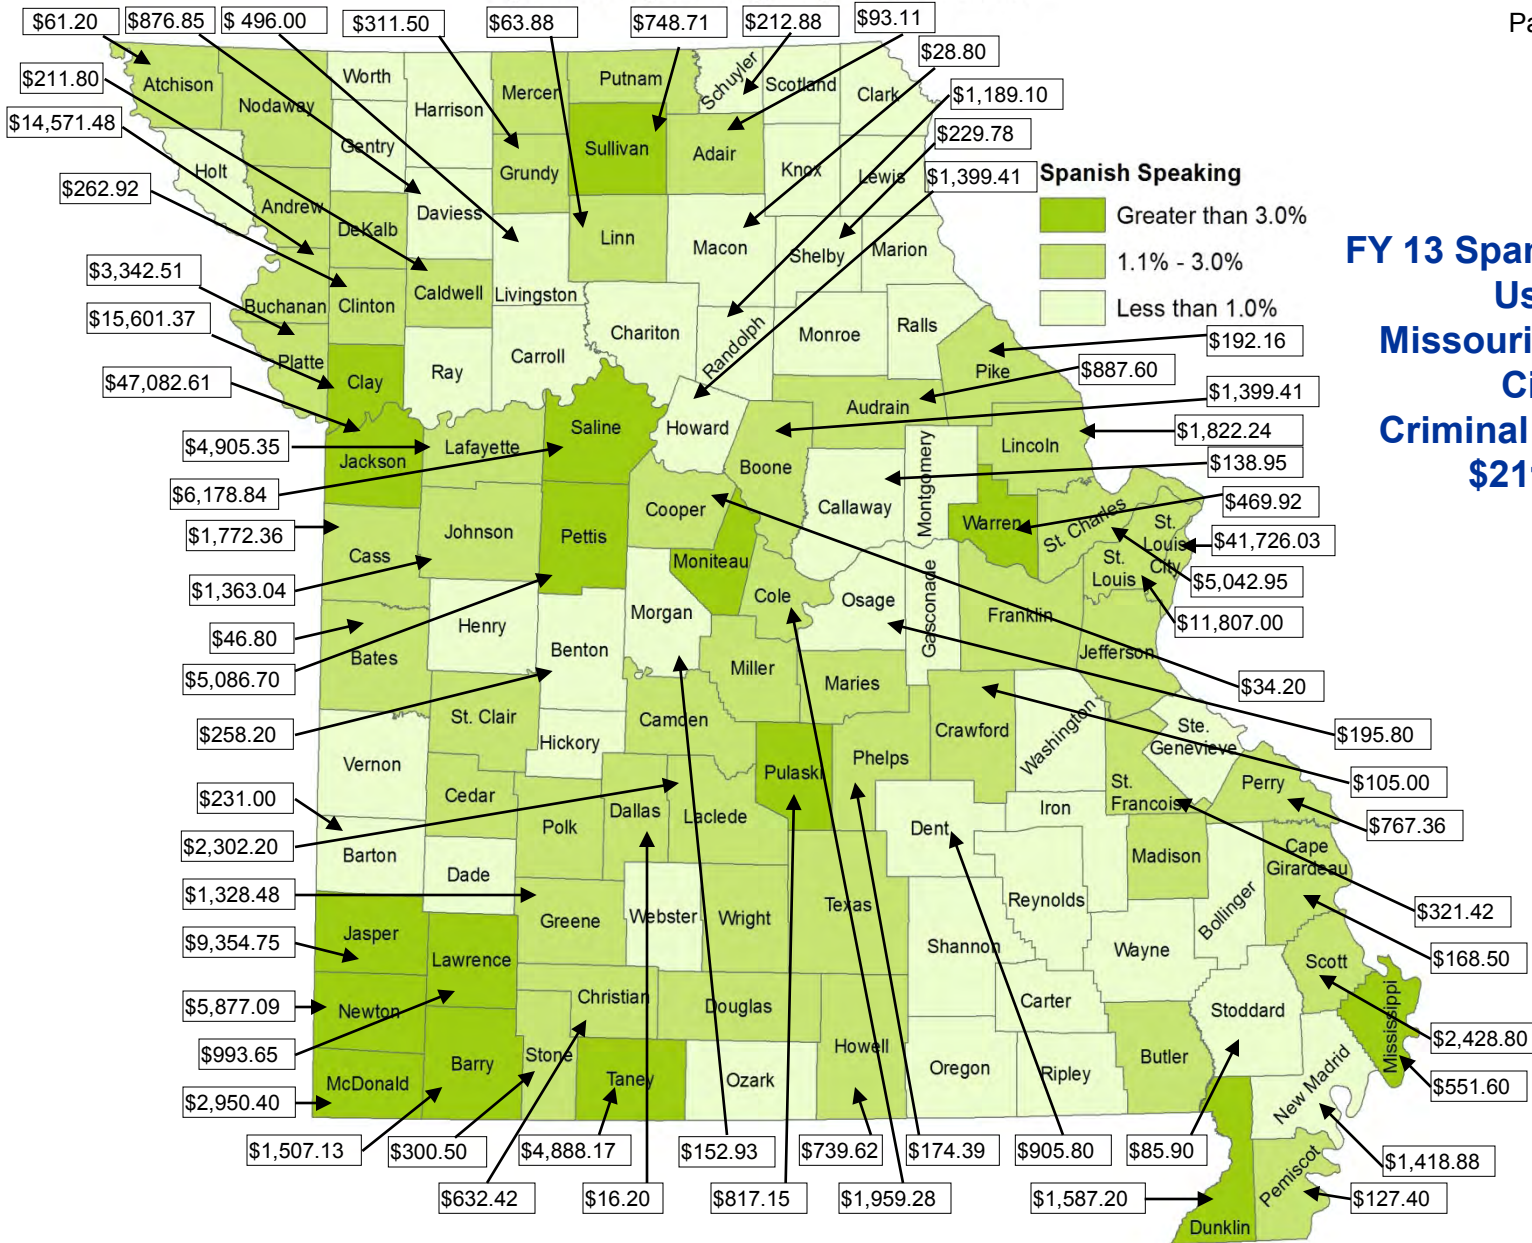 $61.20
$876.85
$ 496.00
$311.50
$63.88
$748.71
$212.88
$93.11
Pa
$28.80
$211.80
$1,189.10
$14,571.48
$229.78
$1,399.41
$262.92
$3,342.51
$15,601.37
$47,082.61
$4,905.35
$6,178.84
$1,772.36
$1,363.04
$46.80
$5,086.70
$258.20
$231.00
$2,302.20
$1,328.48
$9,354.75
$5,877.09
$993.65
$2,950.40
Spanish Speaking
Greater than 3.0%
1.1% - 3.0%
Less than 1.0%
FY 13 Spar
Us
Missouri
Ci
Criminal
$21
$192.16
$887.60
$1,399.41
$1,822.24
$138.95
$469.92
$41,726.03
$5,042.95
$11,807.00
$34.20
$195.80
$105.00
$767.36
$321.42
$168.50
$2,428.80
$551.60
$1,418.88
$127.40
$1,507.13
$300.50
$4,888.17
$152.93
$739.62
$174.39
$905.80
$85.90
$632.42
$16.20
$817.15
$1,959.28
$1,587.20
Atchison
Nodaway
Worth
Harrison
Mercer
Putnam
Schuyler
Scotland
Clark
Gentry
Sullivan
Adair
Knox
Lewis
Holt
Grundy
Andrew
DeKalb
Daviess
Linn
Macon
Shelby
Marion
Buchanan
Clinton
Caldwell
Livingston
Chariton
Randolph
Monroe
Ralls
Platte
Clay
Ray
Carroll
Pike
Audrain
Jackson
Lafayette
Saline
Howard
Boone
Lincoln
Montgomery
Callaway
Cooper
Warren
St. Charles
St.
Louis
City
St.
Louis
Cass
Johnson
Pettis
Moniteau
Cole
Osage
Gasconade
Franklin
Jefferson
Bates
Henry
Benton
Morgan
Miller
Maries
St. Clair
Hickory
Camden
Pulaski
Phelps
Crawford
Washington
Ste.
Genevieve
St.
Francois
Perry
Vernon
Cedar
Polk
Dallas
Laclede
Dent
Iron
Madison
Cape
Girardeau
Barton
Dade
Greene
Webster
Wright
Texas
Reynolds
Bollinger
Jasper
Lawrence
Christian
Douglas
Shannon
Wayne
Scott
Mississippi
Newton
Carter
Stoddard
McDonald
Barry
Stone
Taney
Ozark
Howell
Oregon
Ripley
Butler
New Madrid
Pemiscot
Dunklin